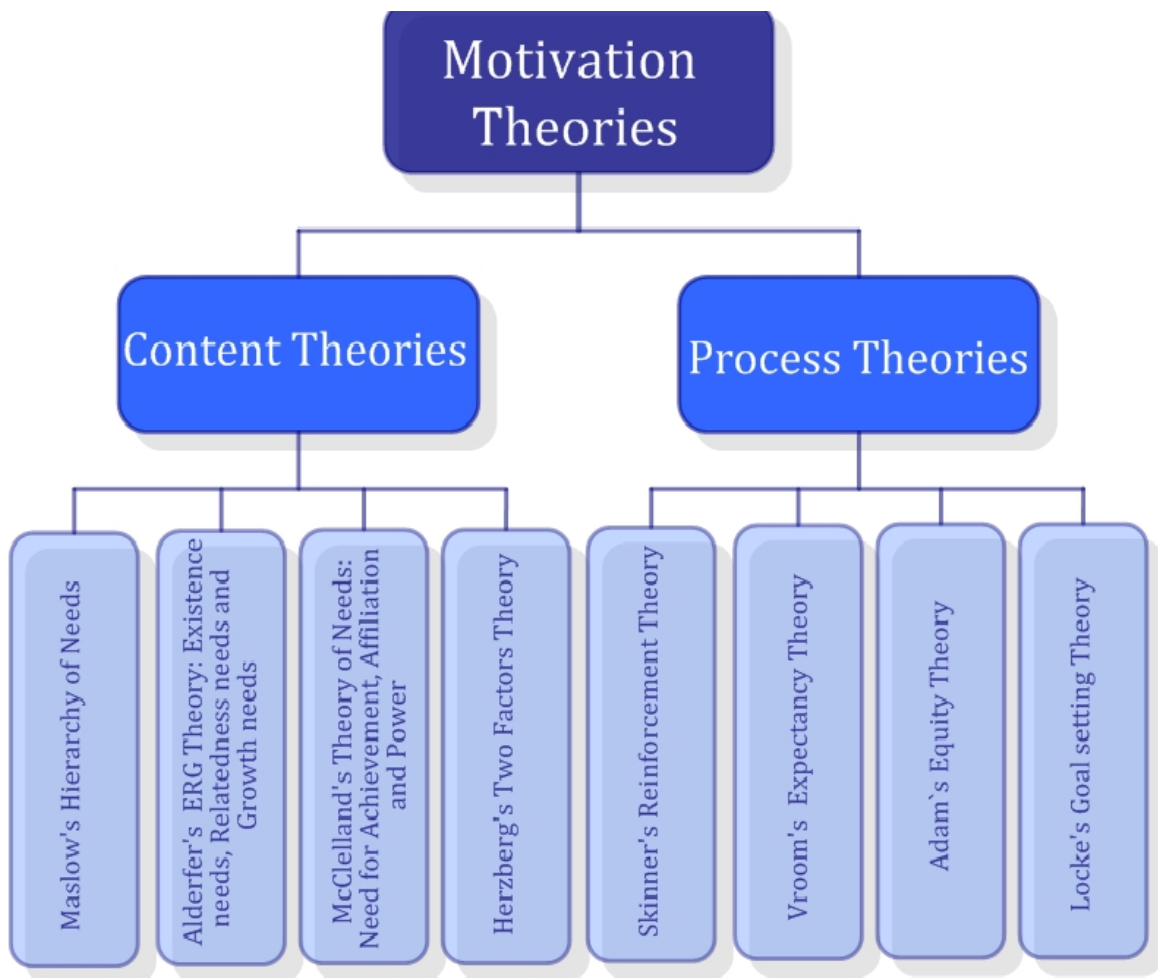 Motivation
Theories
Content Theories
Process Theories
Maslow's Hierarchy of Needs
Alderfer's ERG Theory: Existence
needs, Relatedness needs and
Growth needs
McClelland's Theory of Needs:
Need for Achievement, Affiliation
and Power
Herzberg's Two Factors Theory
Skinner's Reinforcement Theory
Vroom's Expectancy Theory
Adam`s Equity Theory
Locke's Goal setting Theory